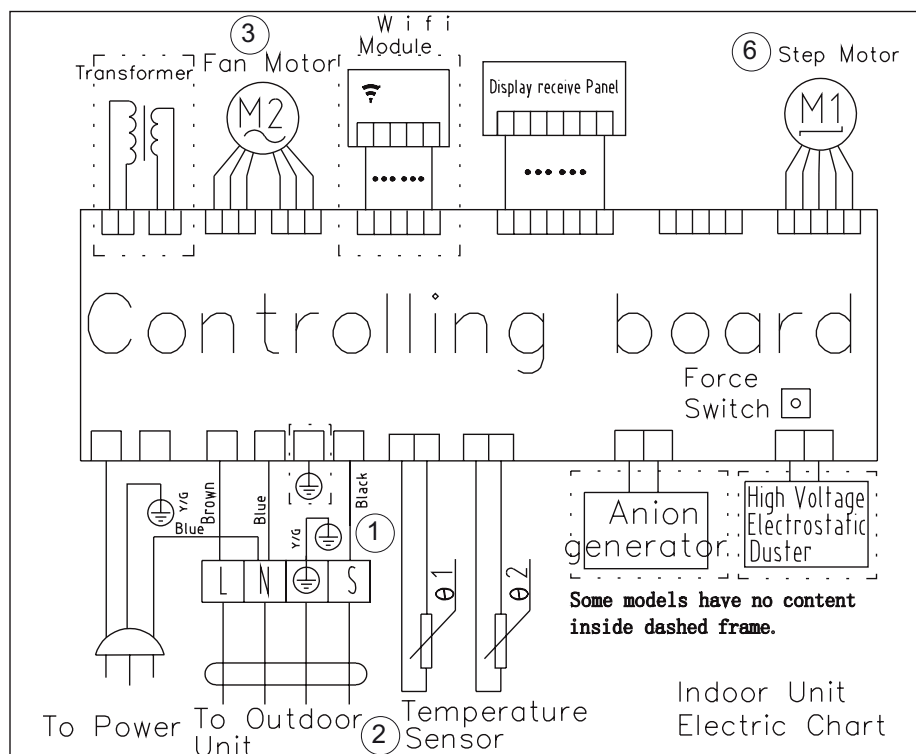 W i f i
③
Module
⑥ Step Motor
Transformer
Fan Motor
M2
Display receive Panel
M1
Controlling board
Force
Switch
Y/G
Blue
Brown
Blue
Y/G
Black
①
L N S
θ1
θ2
Anion
generator
High Voltage
Electrostatic
Duster
Some models have no content
inside dashed frame.
To Power
To Outdoor
Unit
② Temperature
Sensor
Indoor Unit
Electric Chart